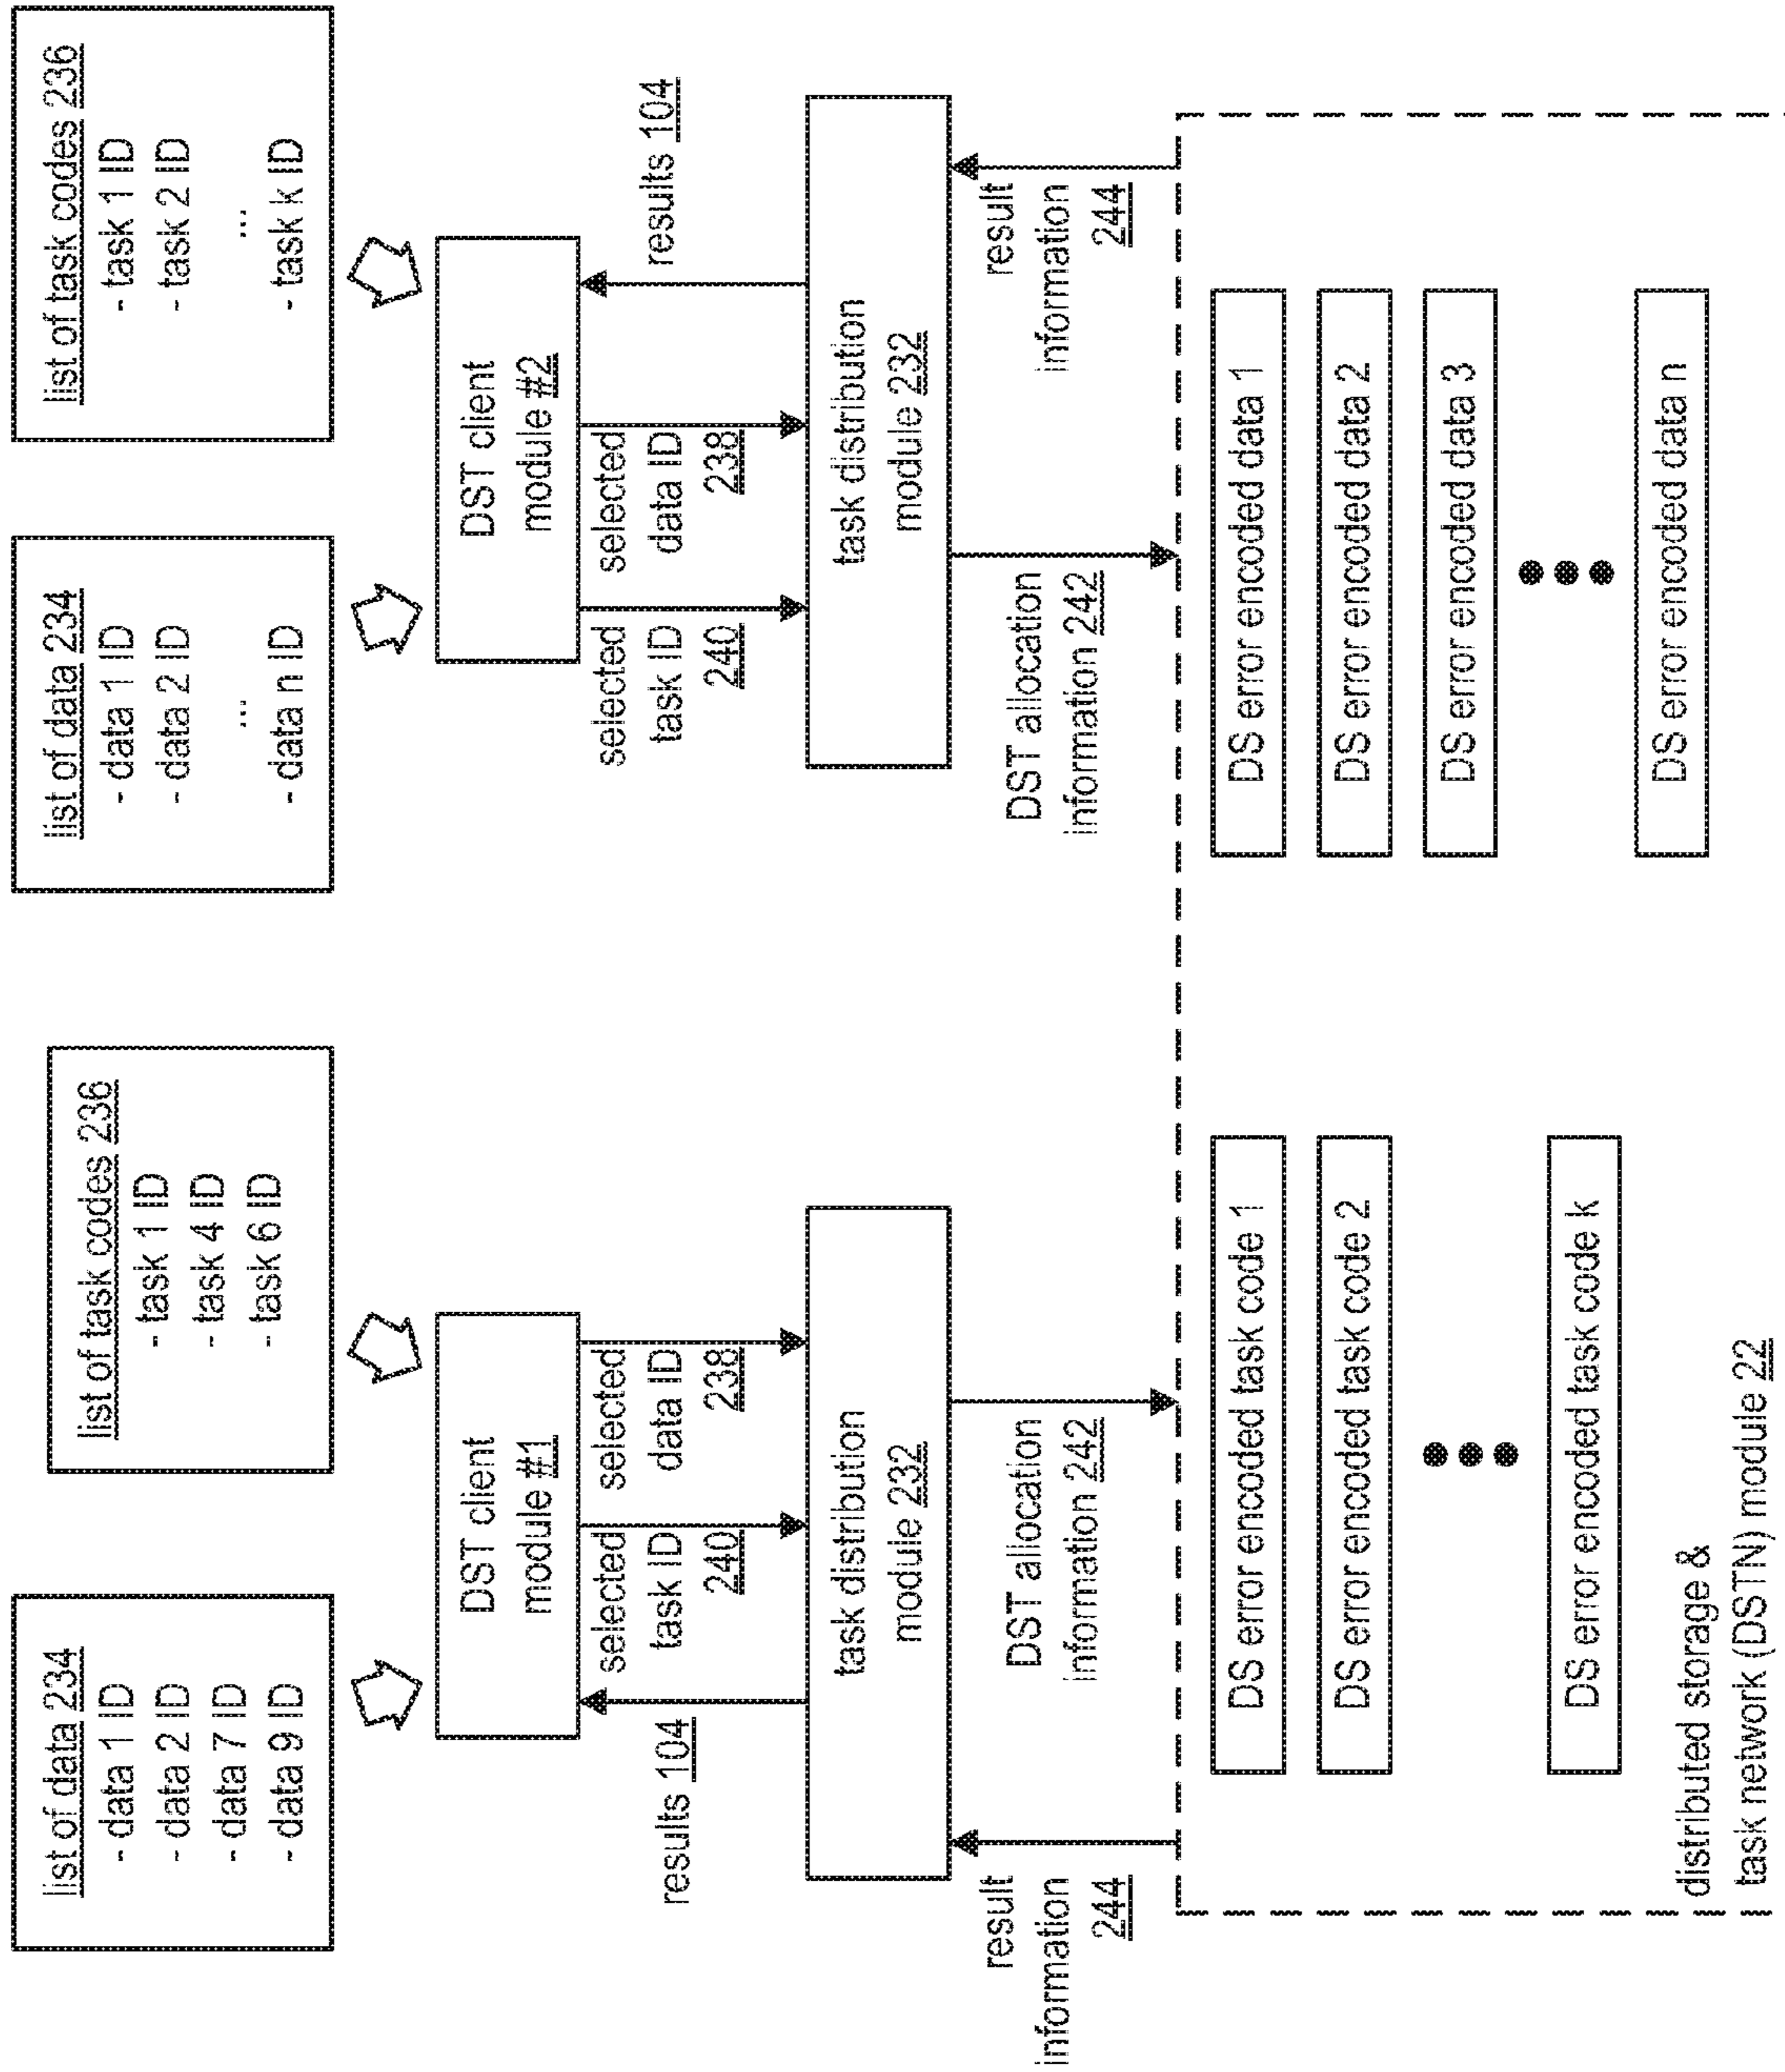 list of data 234
- data 1 ID
- data 2 ID
- data 7 ID
- data 9 ID
list of task codes 236
- task 1 ID
- task 4 ID
- task 6 ID
list of data 234
- data 1 ID
- data 2 ID
...
- data n ID
list of task codes 236
- task 1 ID
- task 2 ID
...
- task k ID
DST client
module #1
DST client
module #2
results 104
selected
task ID
240
selected
data ID
238
selected
task ID
240
selected
data ID
238
results 104
task distribution
module 232
task distribution
module 232
result
information
244
DST allocation
information 242
DST allocation
information 242
result
information
244
DS error encoded task code 1
DS error encoded task code 2
DS error encoded task code k
DS error encoded data 1
DS error encoded data 2
DS error encoded data 3
DS error encoded data n
distributed storage &
task network (DSTN) module 22